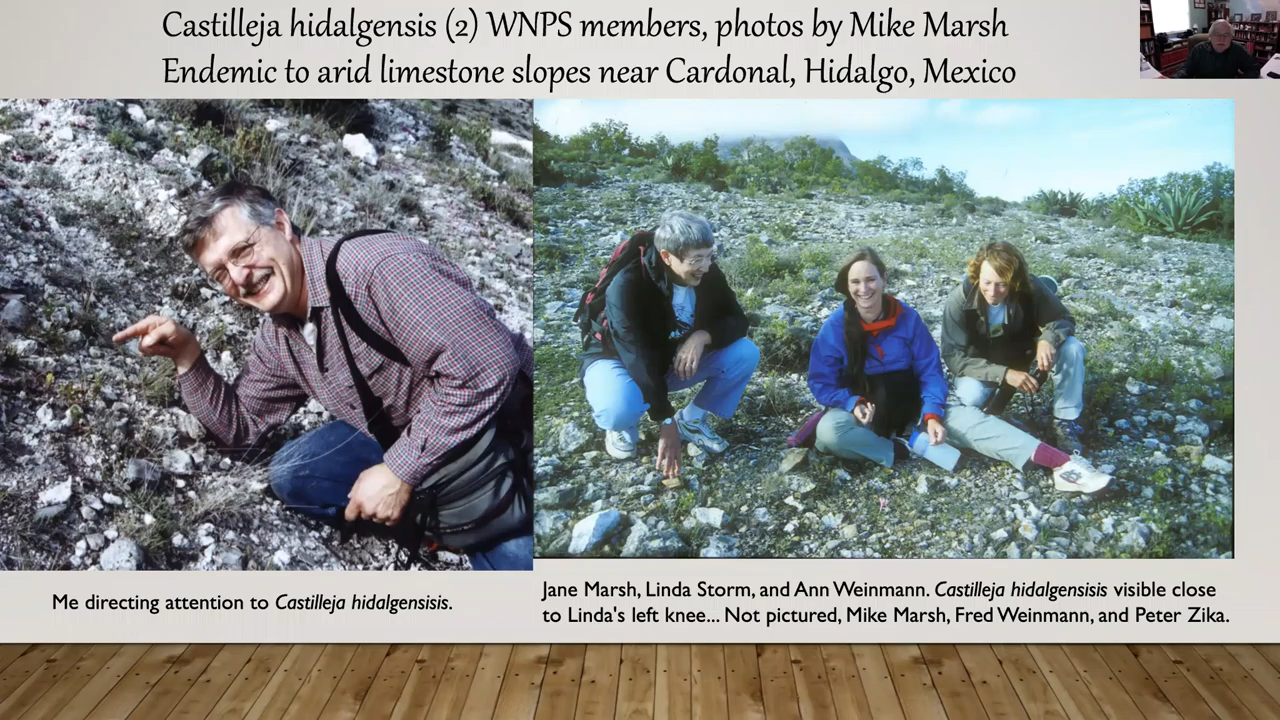 Castilleja hidalgensis (2) WNPS members, photos by Mike Marsh
Endemic to arid limestone slopes near Cardonal, Hidalgo, Mexico
Me directing attention to Castilleja hidalgensisis.
Jane Marsh, Linda Storm, and Ann Weinmann. Castilleja hidalgensisis visible close
to Linda's left knee... Not pictured, Mike Marsh, Fred Weinmann, and Peter Zika.